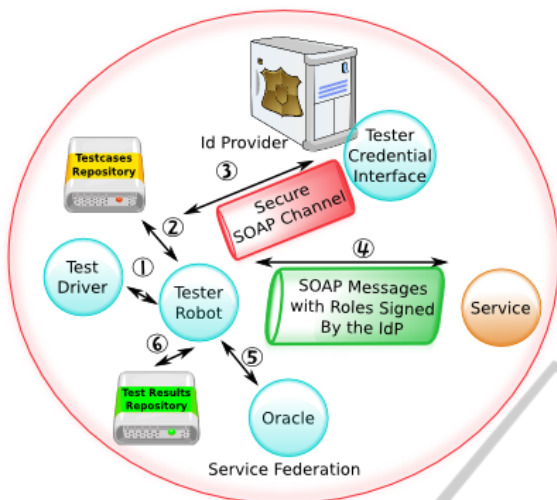 Id Provider
Tester
Credential
Interface
Testcases
Repository
③
Secure
SOAP Channel
②
④
Test
Driver
①
Tester
Robot
SOAP Messages
with Roles Signed
By the IdP
Service
⑥
⑤
Test Results
Repository
Oracle
Service Federation